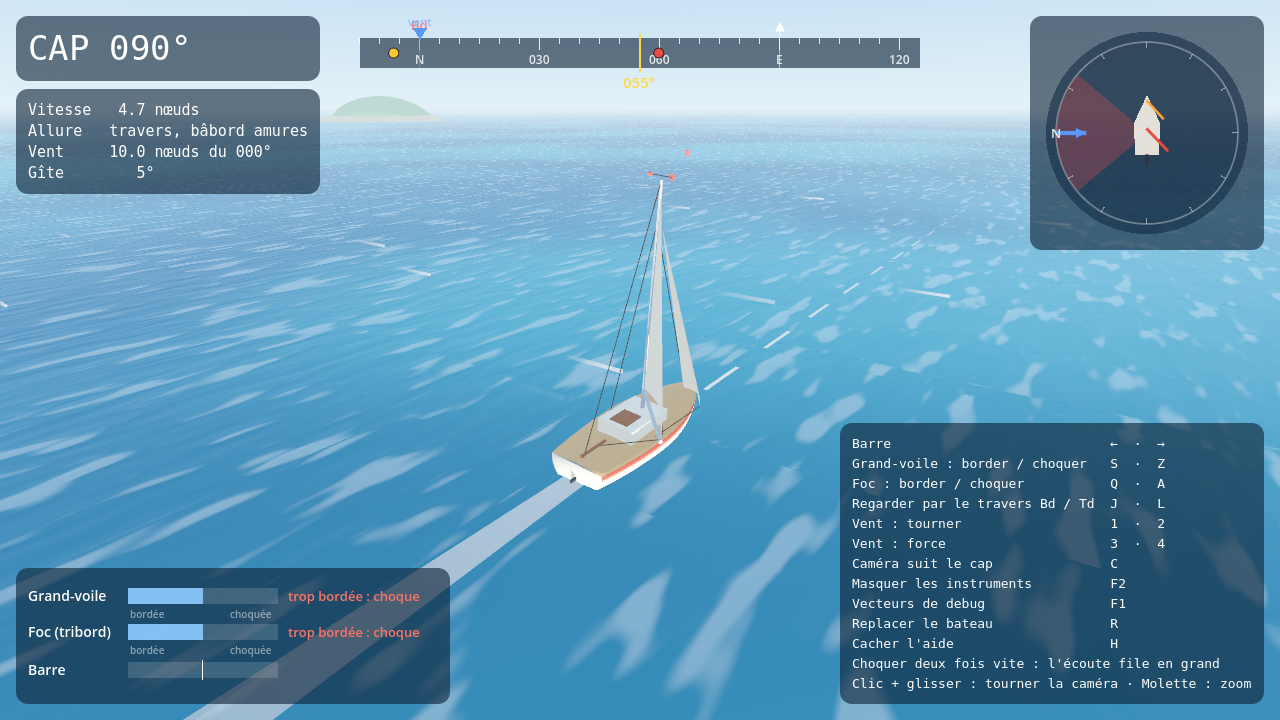 CAP 090°
Vitesse 4.7 nœuds
Allure travers, bâbord amures
Vent 10.0 nœuds du 000°
Gîte 5°
vent
Bd
N 030 060 E 120
055°
N
Grand-voile trop bordée : choque
bordée choquée
Foc (tribord) trop bordée : choque
bordée choquée
Barre
Barre ← · →
Grand-voile : border / choquer S · Z
Foc : border / choquer Q · A
Regarder par le travers Bd / Td J · L
Vent : tourner 1 · 2
Vent : force 3 · 4
Caméra suit le cap C
Masquer les instruments F2
Vecteurs de debug F1
Replacer le bateau R
Cacher l'aide H
Choquer deux fois vite : l'écoute file en grand
Clic + glisser : tourner la caméra · Molette : zoom